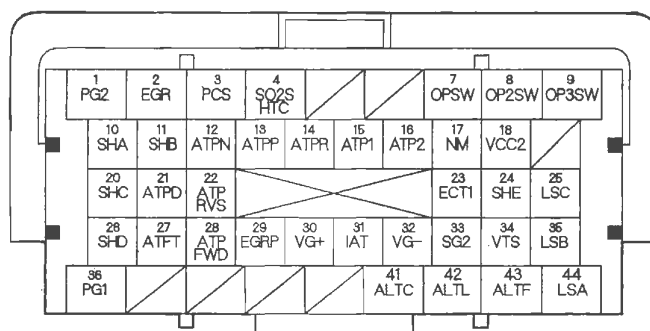 1 2 3 4 7 8 9
PG2 EGR PCS SO2S HTC OPSW OP2SW OP3SW
10 11 12 13 14 15 16 17 18
SHA SHB ATPN ATPP ATPR ATP1 ATP2 NM VCC2
20 21 22 23 24 25
SHC ATPD ATP RVS ECT1 SHE LSC
26 27 28 29 30 31 32 33 34 35
SHD ATFT ATP FWD EGRP VG+ IAT VG− SG2 VTS LSB
36 41 42 43 44
PG1 ALTC ALTL ALTF LSA